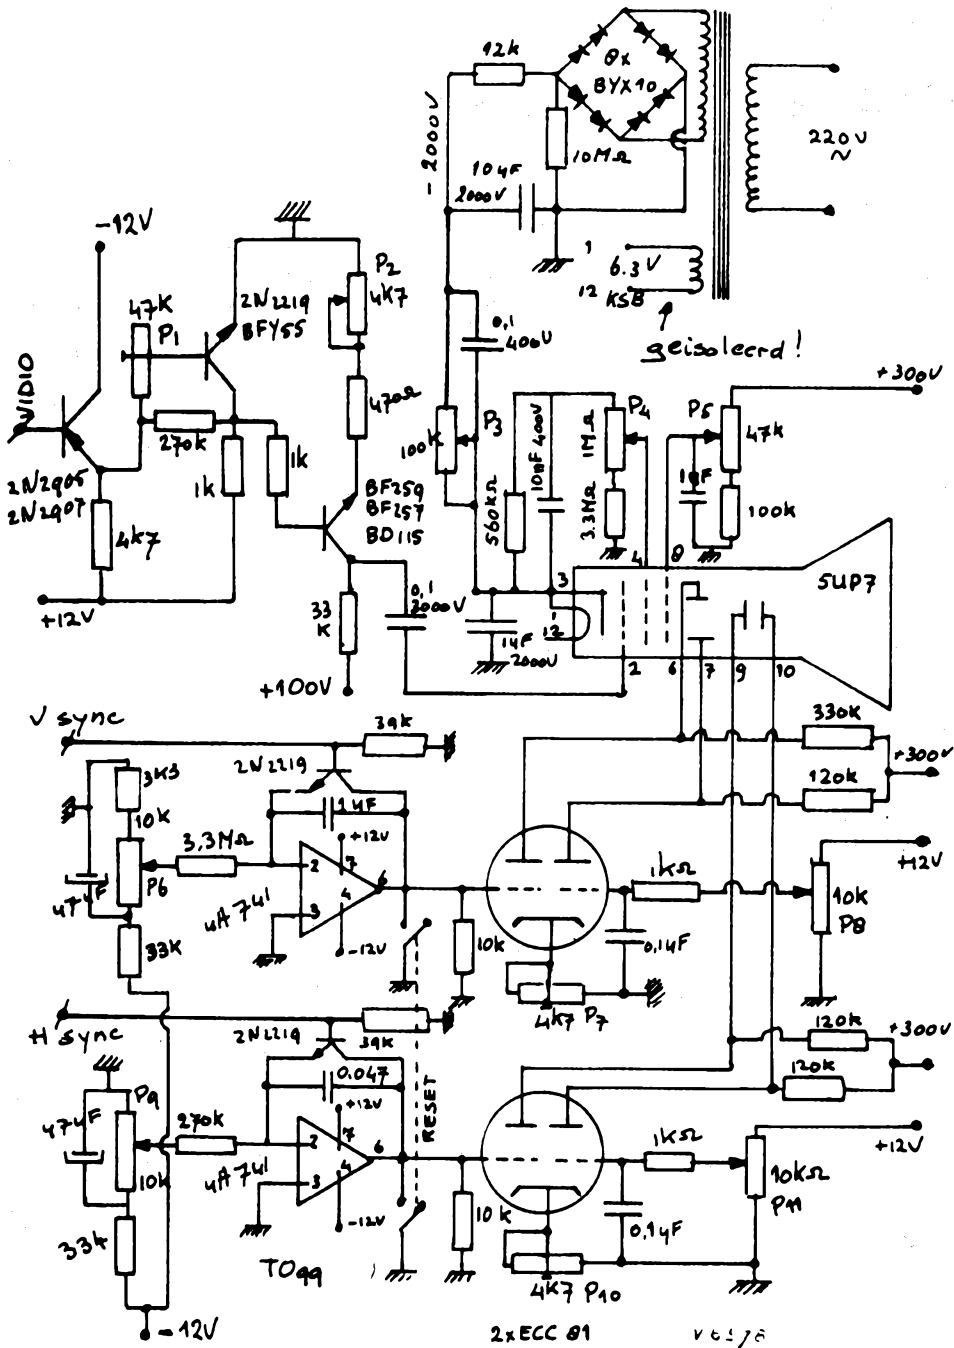 12k
8x
BYX10
220V
~
-2000V
10MΩ
10µF
2000V
-12V
1
6.3V
12 KSB
geisoleerd!
P2
4K7
47K
P1
2N2219
BFY55
0,1
400V
+300V
VIDIO
470Ω
P3
100K
10nF 400V
1MΩ
P4
P5
47k
270k
1k
1k
2N2905
2N2907
BF259
BF257
BD115
560kΩ
3.3MΩ
100k
4k7
4
8
5UP7
+12V
33
K
0,1
2000V
3
1
12
1µF
2000V
2
6
7
9
10
+100V
V sync
39k
330k
2N2219
+300V
3K3
1µF
120k
10k
+12V
3,3MΩ
2
7
+12V
6
1kΩ
P6
4
10k
47µF
µA741
3
P8
-12V
10k
0,1µF
33K
4K7 P7
H sync
120k
+300V
2N2219
39k
0.047
120k
P9
+12V
RESET
47µF
270k
2
7
6
1kΩ
+12V
µA741
4
10k
3
10kΩ
P11
-12V
10k
0,1µF
33k
TO99
4K7 P10
-12V
2xECC 81